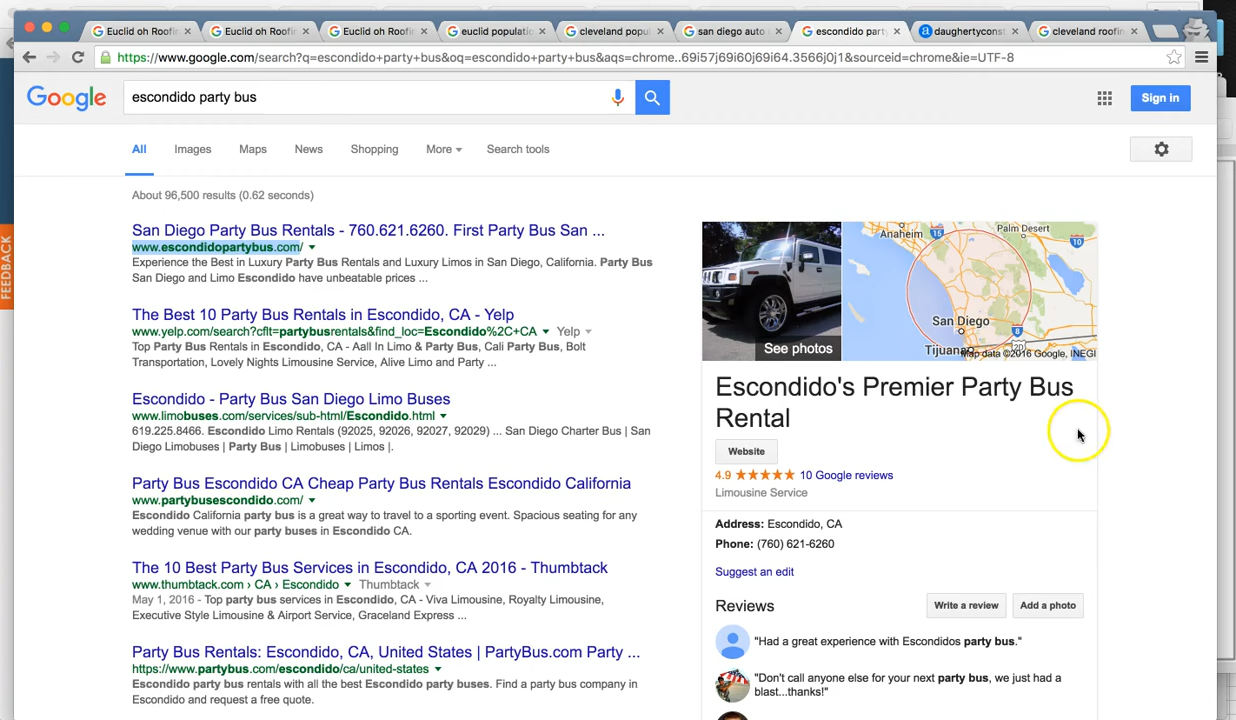 Euclid oh Roofin
Euclid oh Roofin
Euclid oh Roofin
euclid populati
cleveland popu
san diego auto
escondido party
daughertyconst
cleveland roofin
https://www.google.com/search?q=escondido+party+bus&oq=escondido+party+bus&aqs=chrome..69i57j69i60j69i64.3566j0j1&sourceid=chrome&ie=UTF-8
Google
escondido party bus
Sign in
All Images Maps News Shopping More Search tools
About 96,500 results (0.62 seconds)
San Diego Party Bus Rentals - 760.621.6260. First Party Bus San ...
www.escondidopartybus.com/
Experience the Best in Luxury Party Bus Rentals and Luxury Limos in San Diego, California. Party Bus
San Diego and Limo Escondido have unbeatable prices ...
The Best 10 Party Bus Rentals in Escondido, CA - Yelp
www.yelp.com/search?cflt=partybusrentals&find_loc=Escondido%2C+CA Yelp
Top Party Bus Rentals in Escondido, CA - Aall In Limo & Party Bus, Cali Party Bus, Bolt
Transportation, Lovely Nights Limousine Service, Alive Limo and Party ...
Escondido - Party Bus San Diego Limo Buses
www.limobuses.com/services/sub-html/Escondido.html
619.225.8466. Escondido Limo Rentals (92025, 92026, 92027, 92029) ... San Diego Charter Bus | San
Diego Limobuses | Party Bus | Limobuses | Limos |.
Party Bus Escondido CA Cheap Party Bus Rentals Escondido California
www.partybusescondido.com/
Escondido California party bus is a great way to travel to a sporting event. Spacious seating for any
wedding venue with our party buses in Escondido CA.
The 10 Best Party Bus Services in Escondido, CA 2016 - Thumbtack
www.thumbtack.com › CA › Escondido Thumbtack
May 1, 2016 - Top party bus services in Escondido, CA - Viva Limousine, Royalty Limousine,
Executive Style Limousine & Airport Service, Graceland Express ...
Party Bus Rentals: Escondido, CA, United States | PartyBus.com Party ...
https://www.partybus.com/escondido/ca/united-states
Escondido party bus rentals with all the best Escondido party buses. Find a party bus company in
Escondido and request a free quote.
FEEDBACK
See photos
Anaheim
15
Palm Desert
10
San Diego
8
Tijuana
Map data ©2016 Google, INEGI
Escondido's Premier Party Bus
Rental
Website
4.9 10 Google reviews
Limousine Service
Address: Escondido, CA
Phone: (760) 621-6260
Suggest an edit
Reviews
Write a review
Add a photo
"Had a great experience with Escondidos party bus."
"Don't call anyone else for your next party bus, we just had a
blast...thanks!"